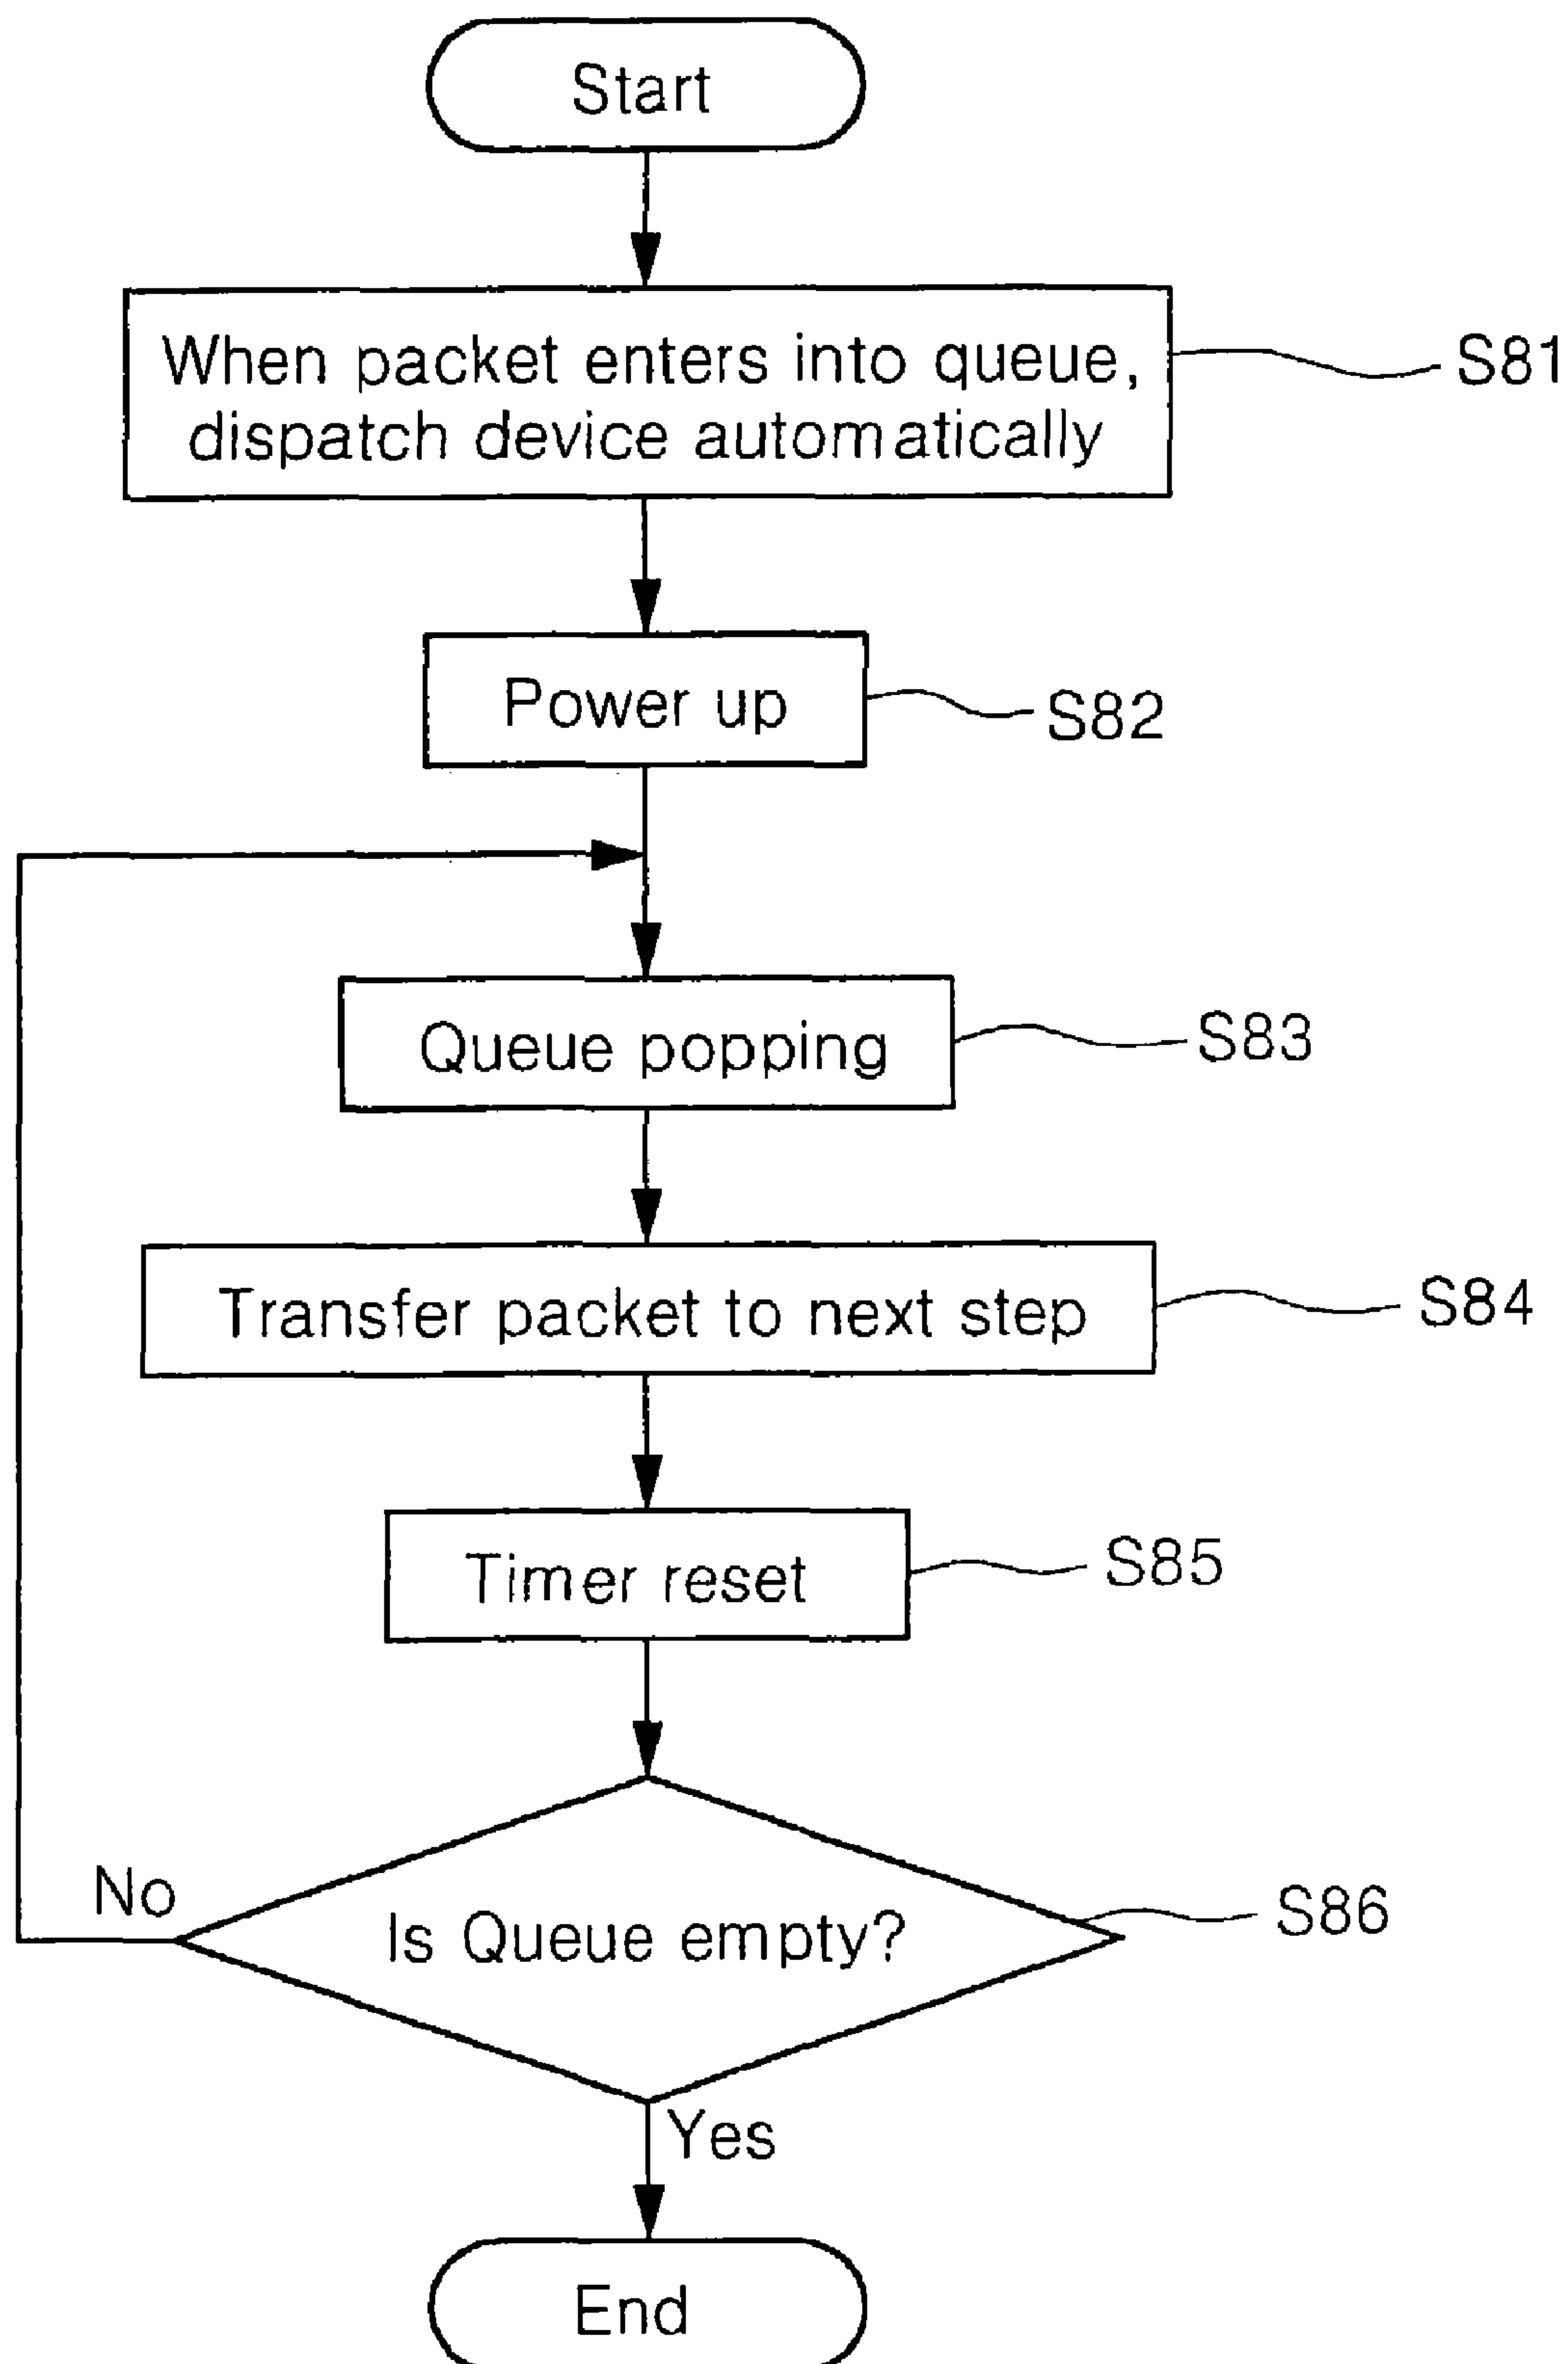 Start
When packet enters into queue,
dispatch device automatically
S81
Power up
S82
Queue popping
S83
Transfer packet to next step
S84
Timer reset
S85
No
Is Queue empty?
S86
Yes
End